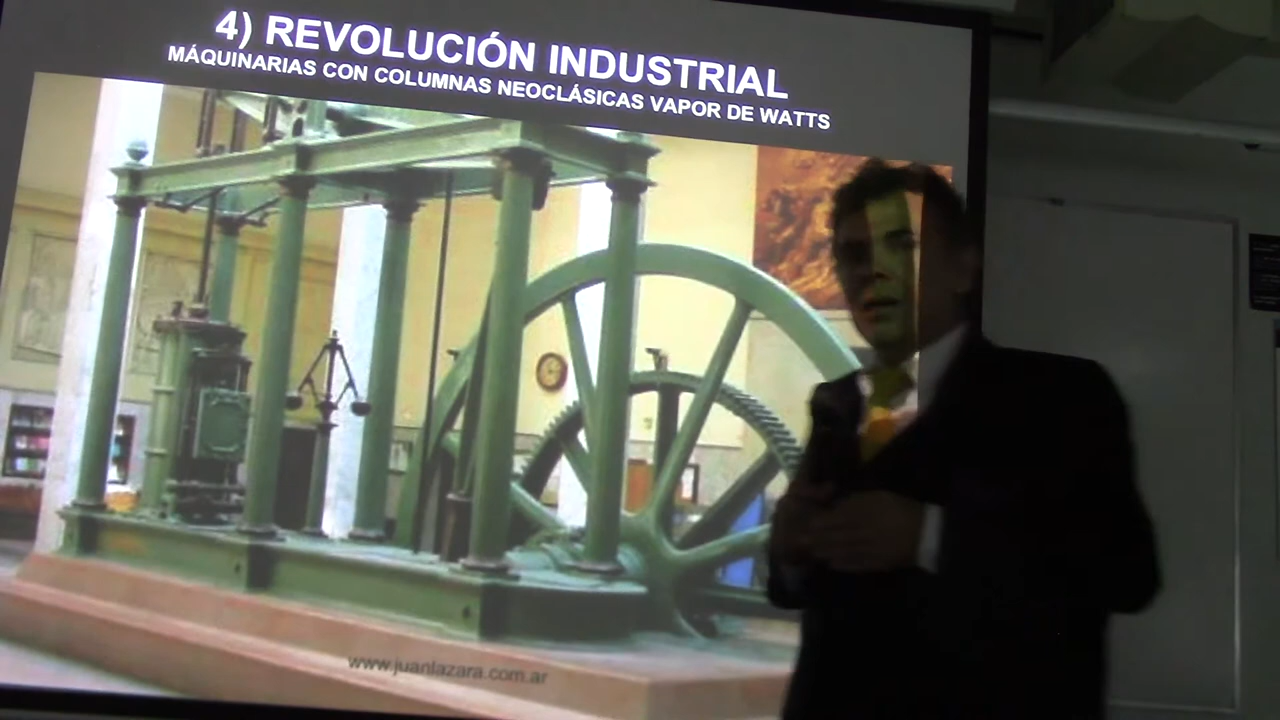 4) REVOLUCIÓN INDUSTRIAL
MÁQUINARIAS CON COLUMNAS NEOCLÁSICAS VAPOR DE WATTS
www.juanlazara.com.ar